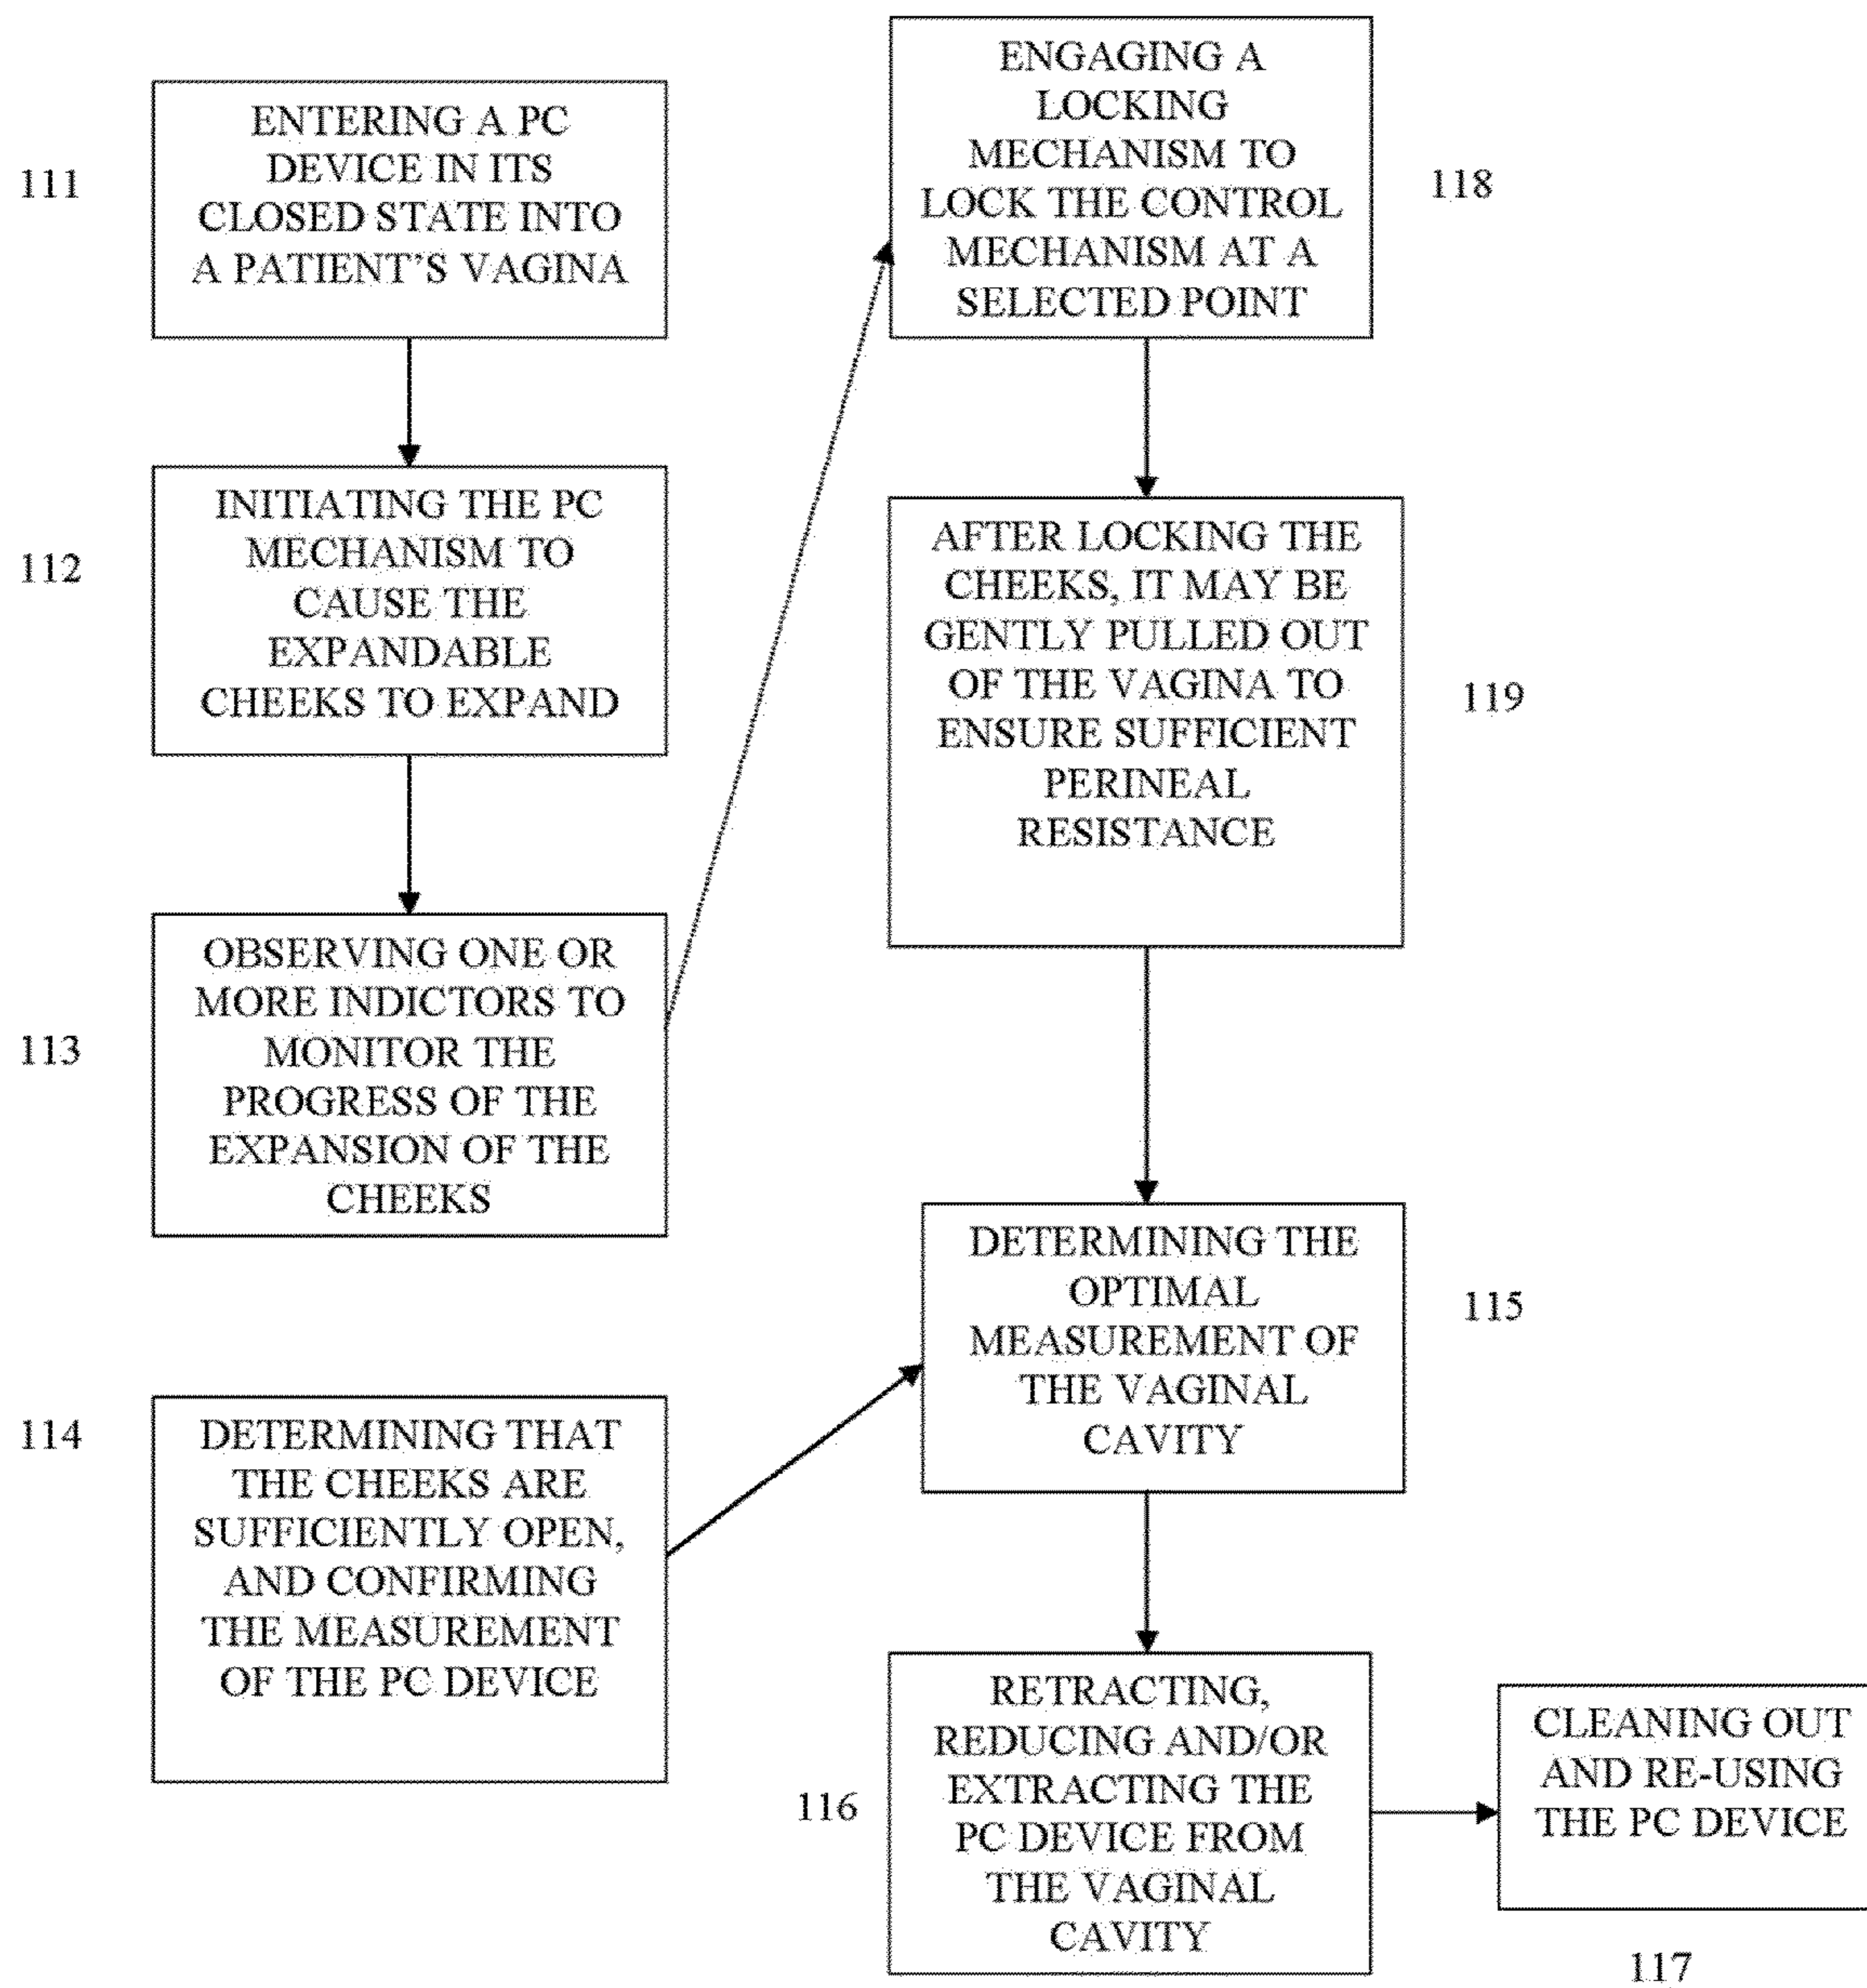 111
ENTERING A PC
DEVICE IN ITS
CLOSED STATE INTO
A PATIENT'S VAGINA
112
INITIATING THE PC
MECHANISM TO
CAUSE THE
EXPANDABLE
CHEEKS TO EXPAND
113
OBSERVING ONE OR
MORE INDICTORS TO
MONITOR THE
PROGRESS OF THE
EXPANSION OF THE
CHEEKS
114
DETERMINING THAT
THE CHEEKS ARE
SUFFICIENTLY OPEN,
AND CONFIRMING
THE MEASUREMENT
OF THE PC DEVICE
ENGAGING A
LOCKING
MECHANISM TO
LOCK THE CONTROL
MECHANISM AT A
SELECTED POINT
118
AFTER LOCKING THE
CHEEKS, IT MAY BE
GENTLY PULLED OUT
OF THE VAGINA TO
ENSURE SUFFICIENT
PERINEAL
RESISTANCE
119
DETERMINING THE
OPTIMAL
MEASUREMENT OF
THE VAGINAL
CAVITY
115
RETRACTING,
REDUCING AND/OR
EXTRACTING THE
PC DEVICE FROM
THE VAGINAL
CAVITY
116
CLEANING OUT
AND RE-USING
THE PC DEVICE
117